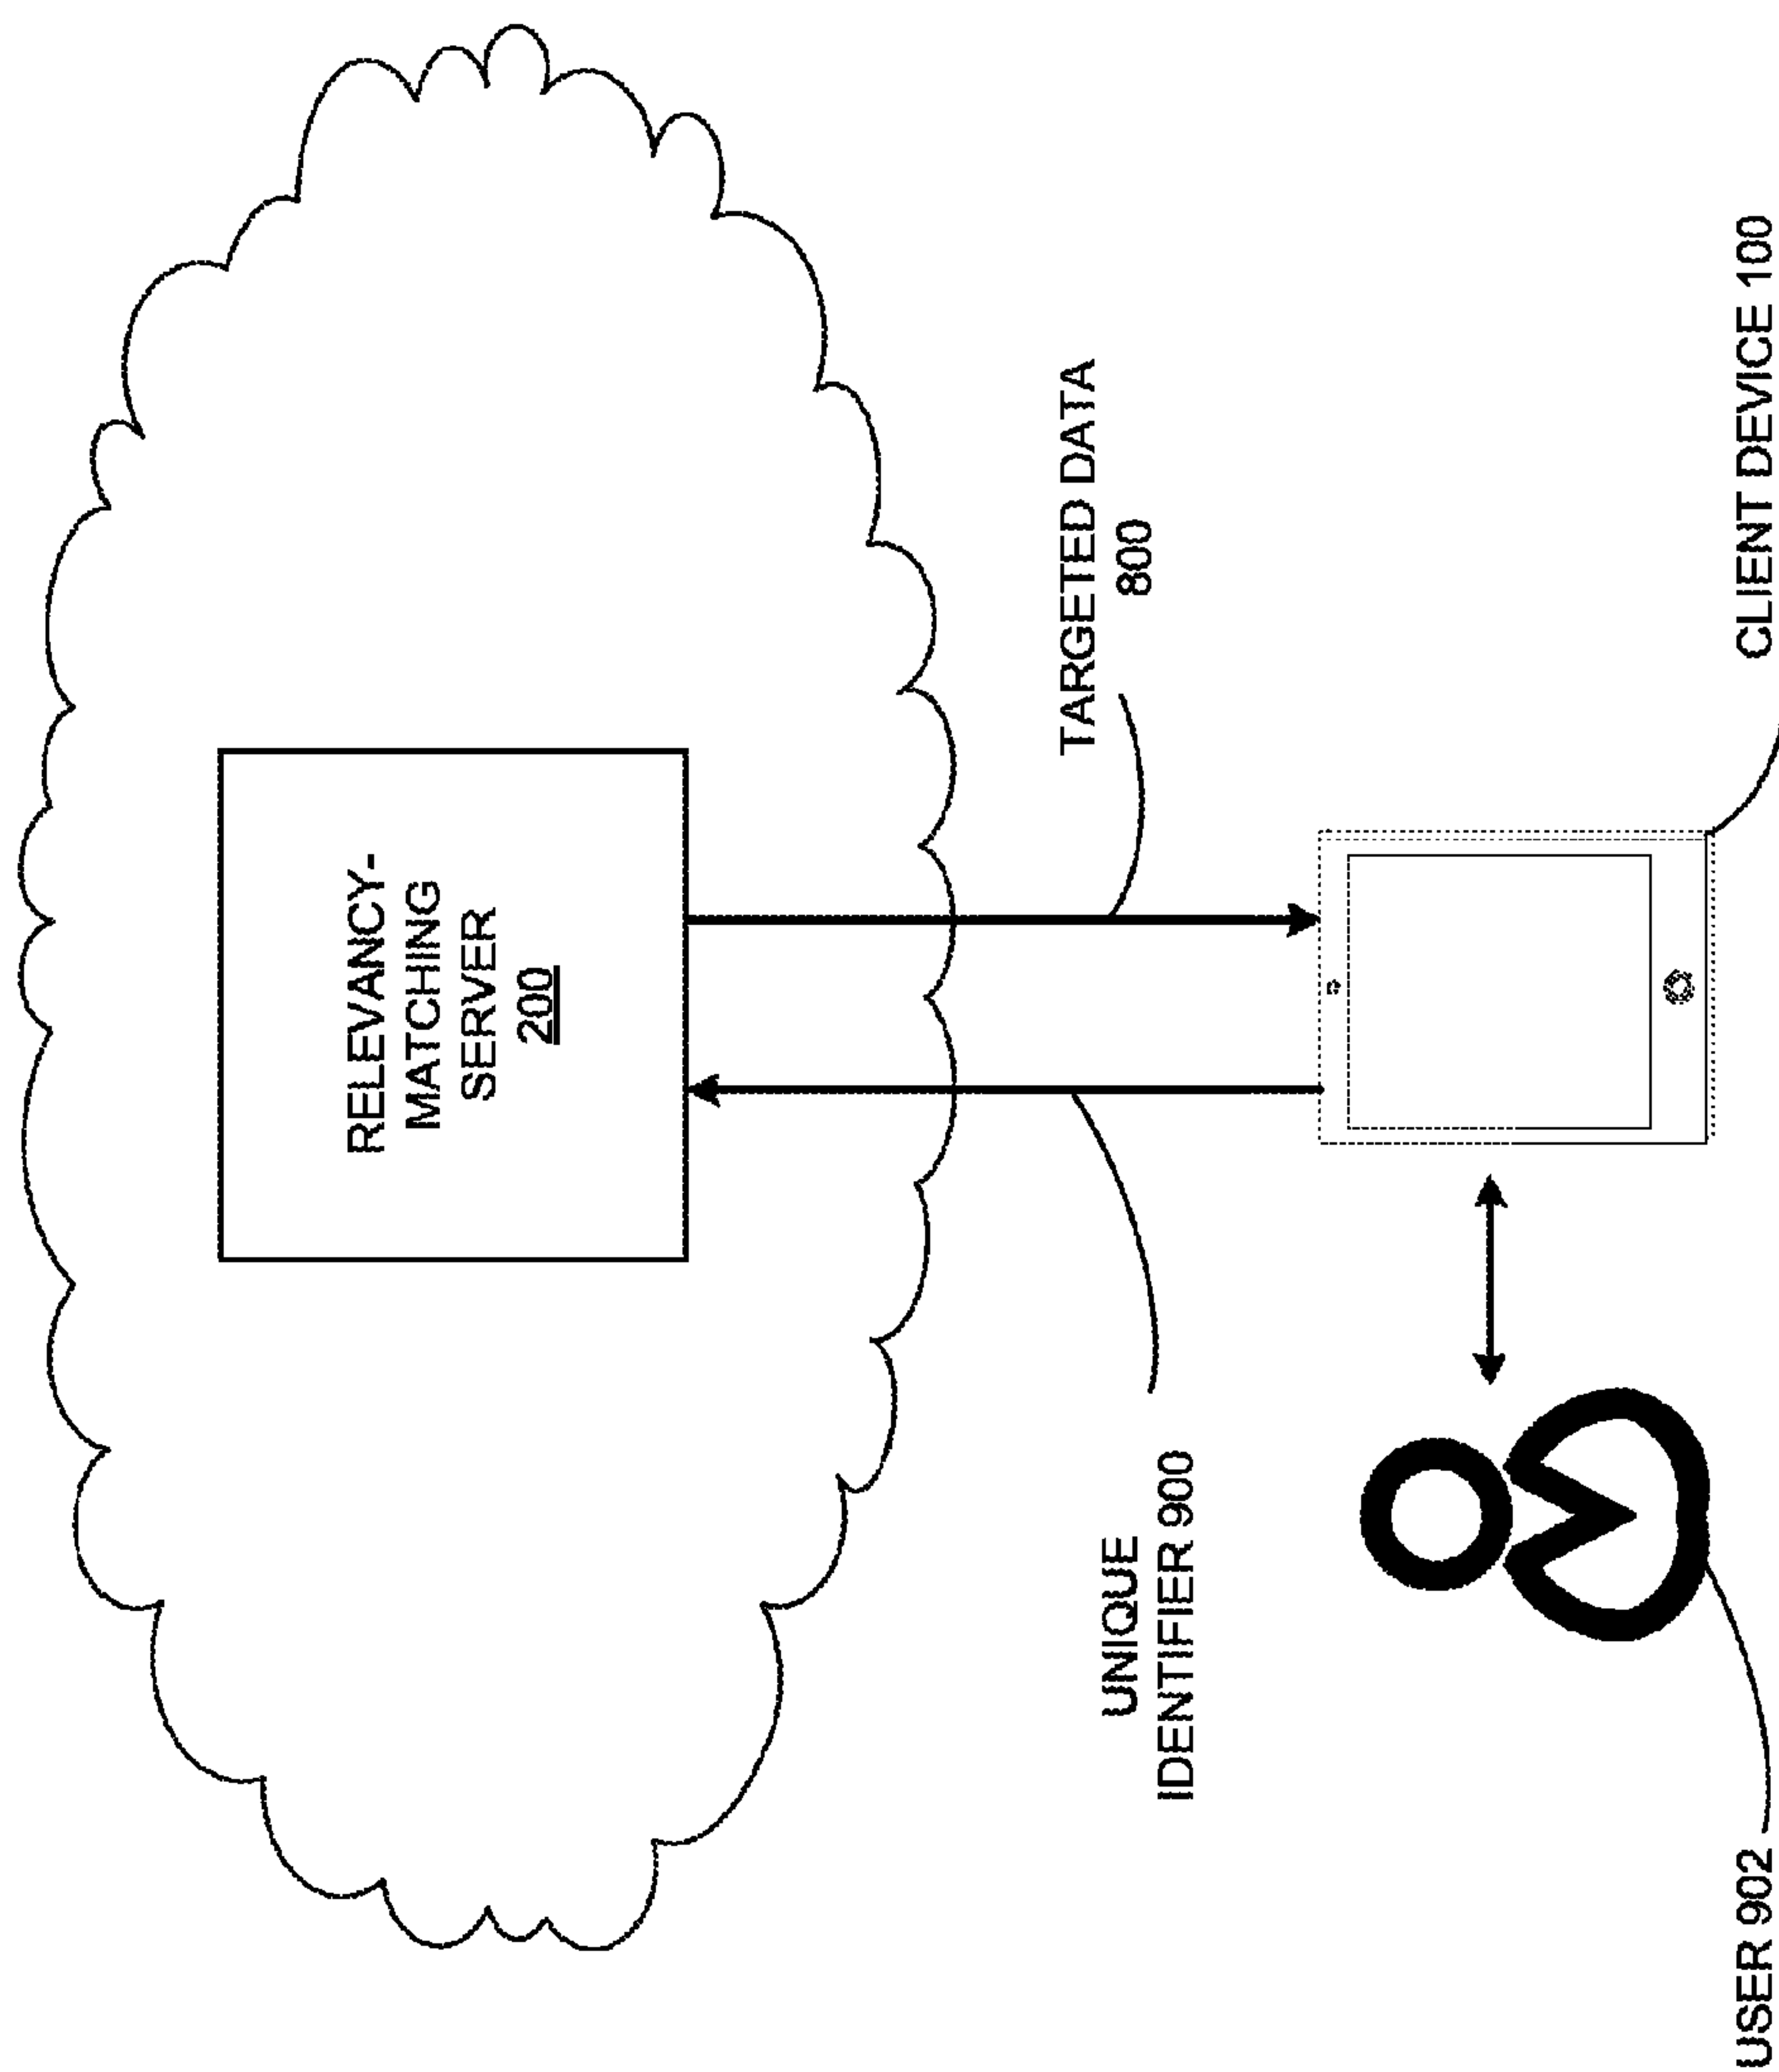 RELEVANCY-
MATCHING
SERVER
200
TARGETED DATA
800
UNIQUE
IDENTIFIER 900
CLIENT DEVICE 100
USER 902